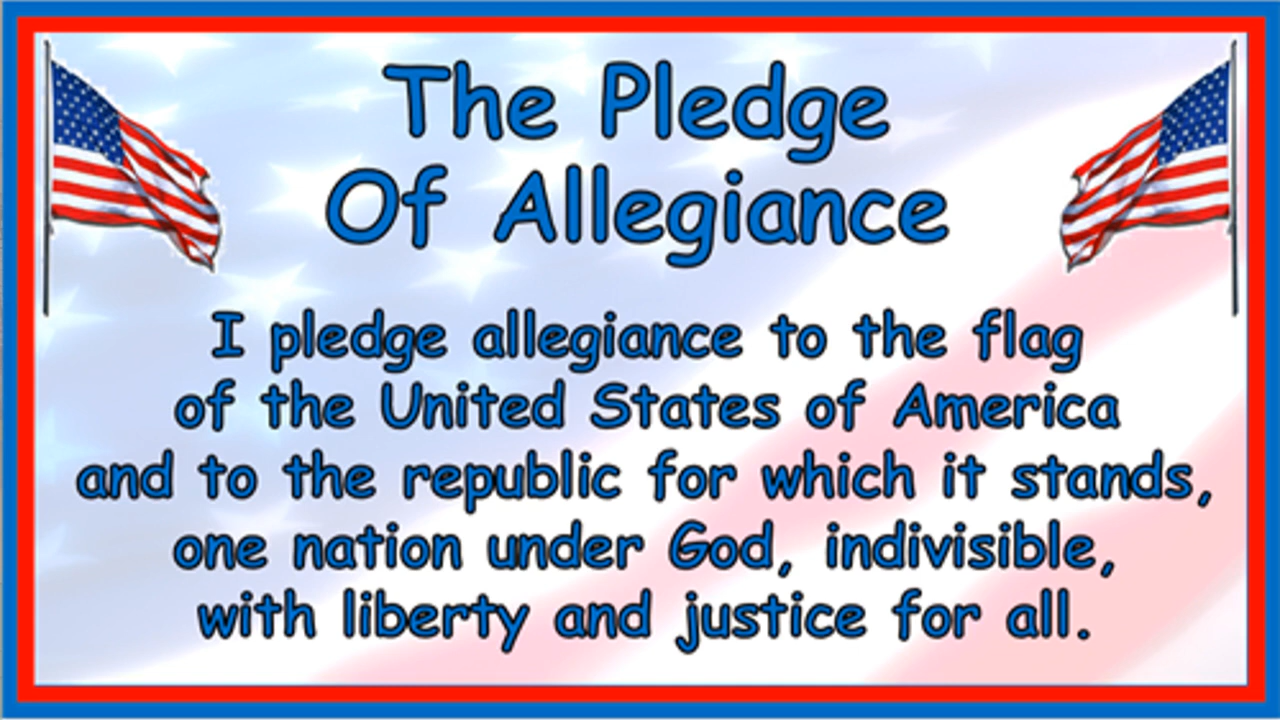 The Pledge
Of Allegiance
I pledge allegiance to the flag
of the United States of America
and to the republic for which it stands,
one nation under God, indivisible,
with liberty and justice for all.